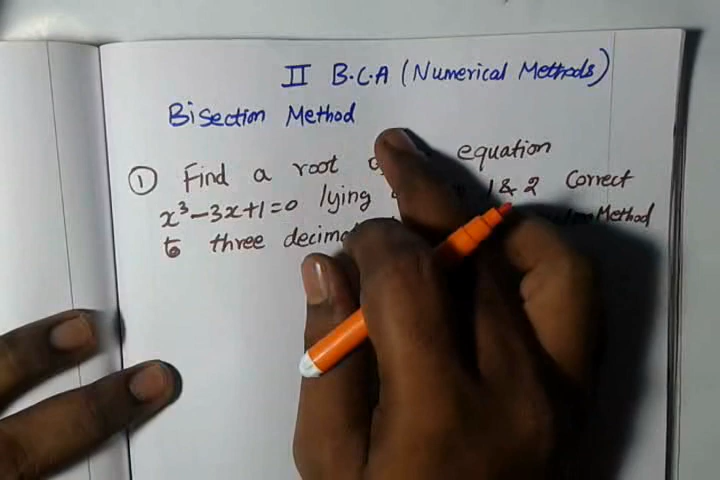 II B.C.A (Numerical Methods)
Bisection Method
① Find a root equation
x³-3x+1=0 lying 1 & 2 Correct
to three Method